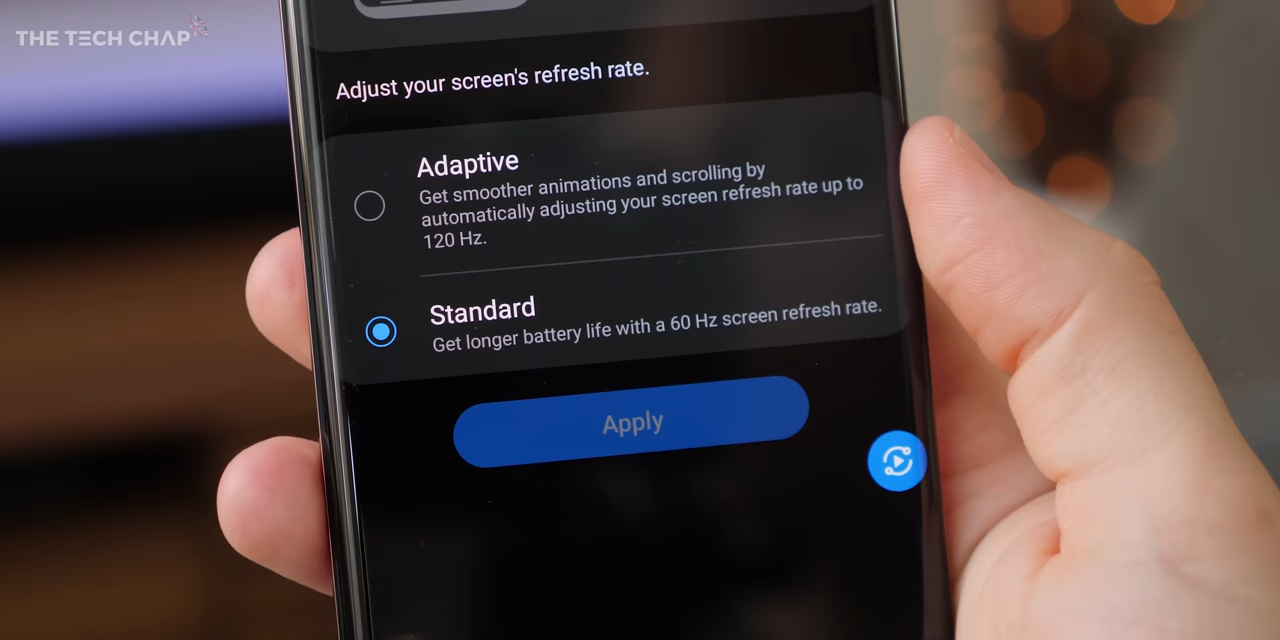 THE TECH CHAP
Adjust your screen's refresh rate.
Adaptive
Get smoother animations and scrolling by
automatically adjusting your screen refresh rate up to
120 Hz.
Standard
Get longer battery life with a 60 Hz screen refresh rate.
Apply